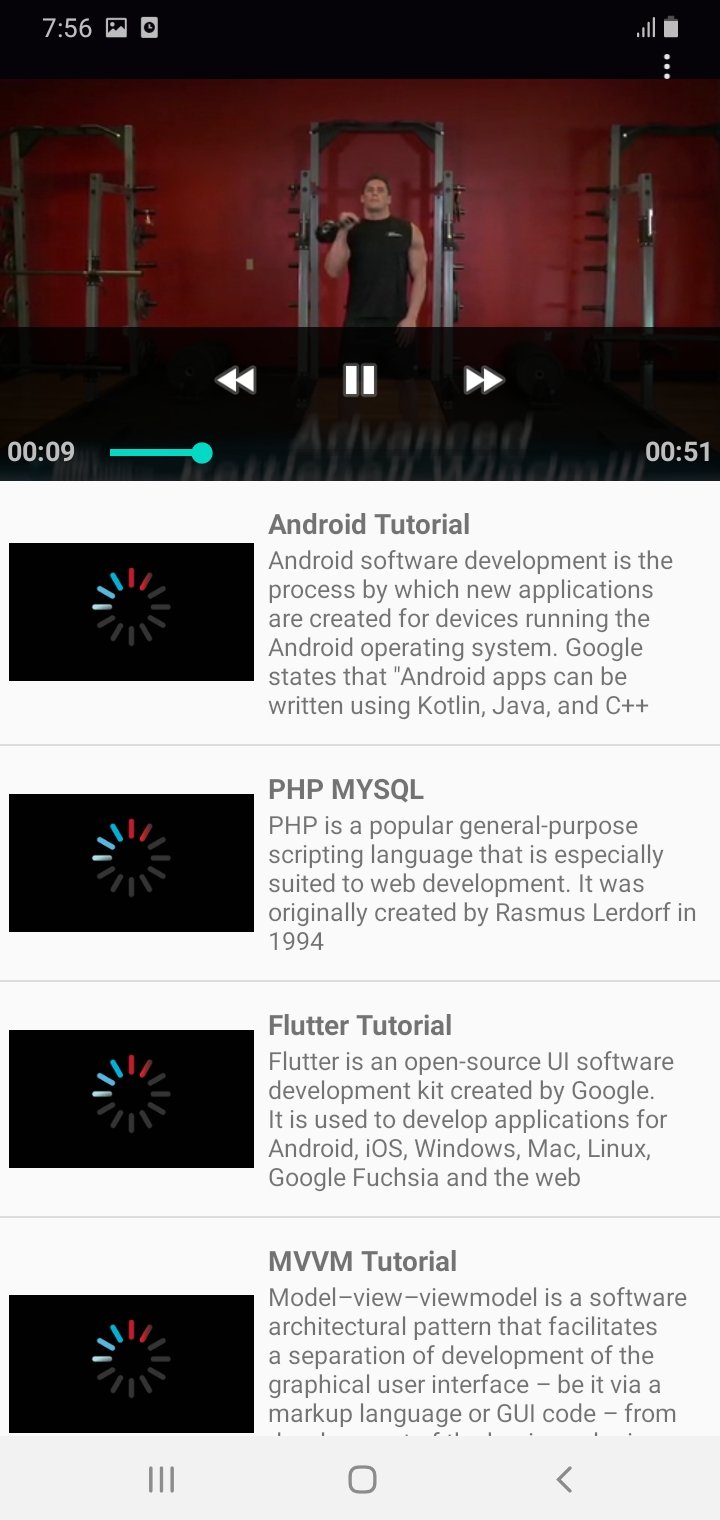 7:56
Advanced
00:09
00:51
Android Tutorial
Android software development is the
process by which new applications
are created for devices running the
Android operating system. Google
states that "Android apps can be
written using Kotlin, Java, and C++
PHP MYSQL
PHP is a popular general-purpose
scripting language that is especially
suited to web development. It was
originally created by Rasmus Lerdorf in
1994
Flutter Tutorial
Flutter is an open-source UI software
development kit created by Google.
It is used to develop applications for
Android, iOS, Windows, Mac, Linux,
Google Fuchsia and the web
MVVM Tutorial
Model–view–viewmodel is a software
architectural pattern that facilitates
a separation of development of the
graphical user interface – be it via a
markup language or GUI code – from